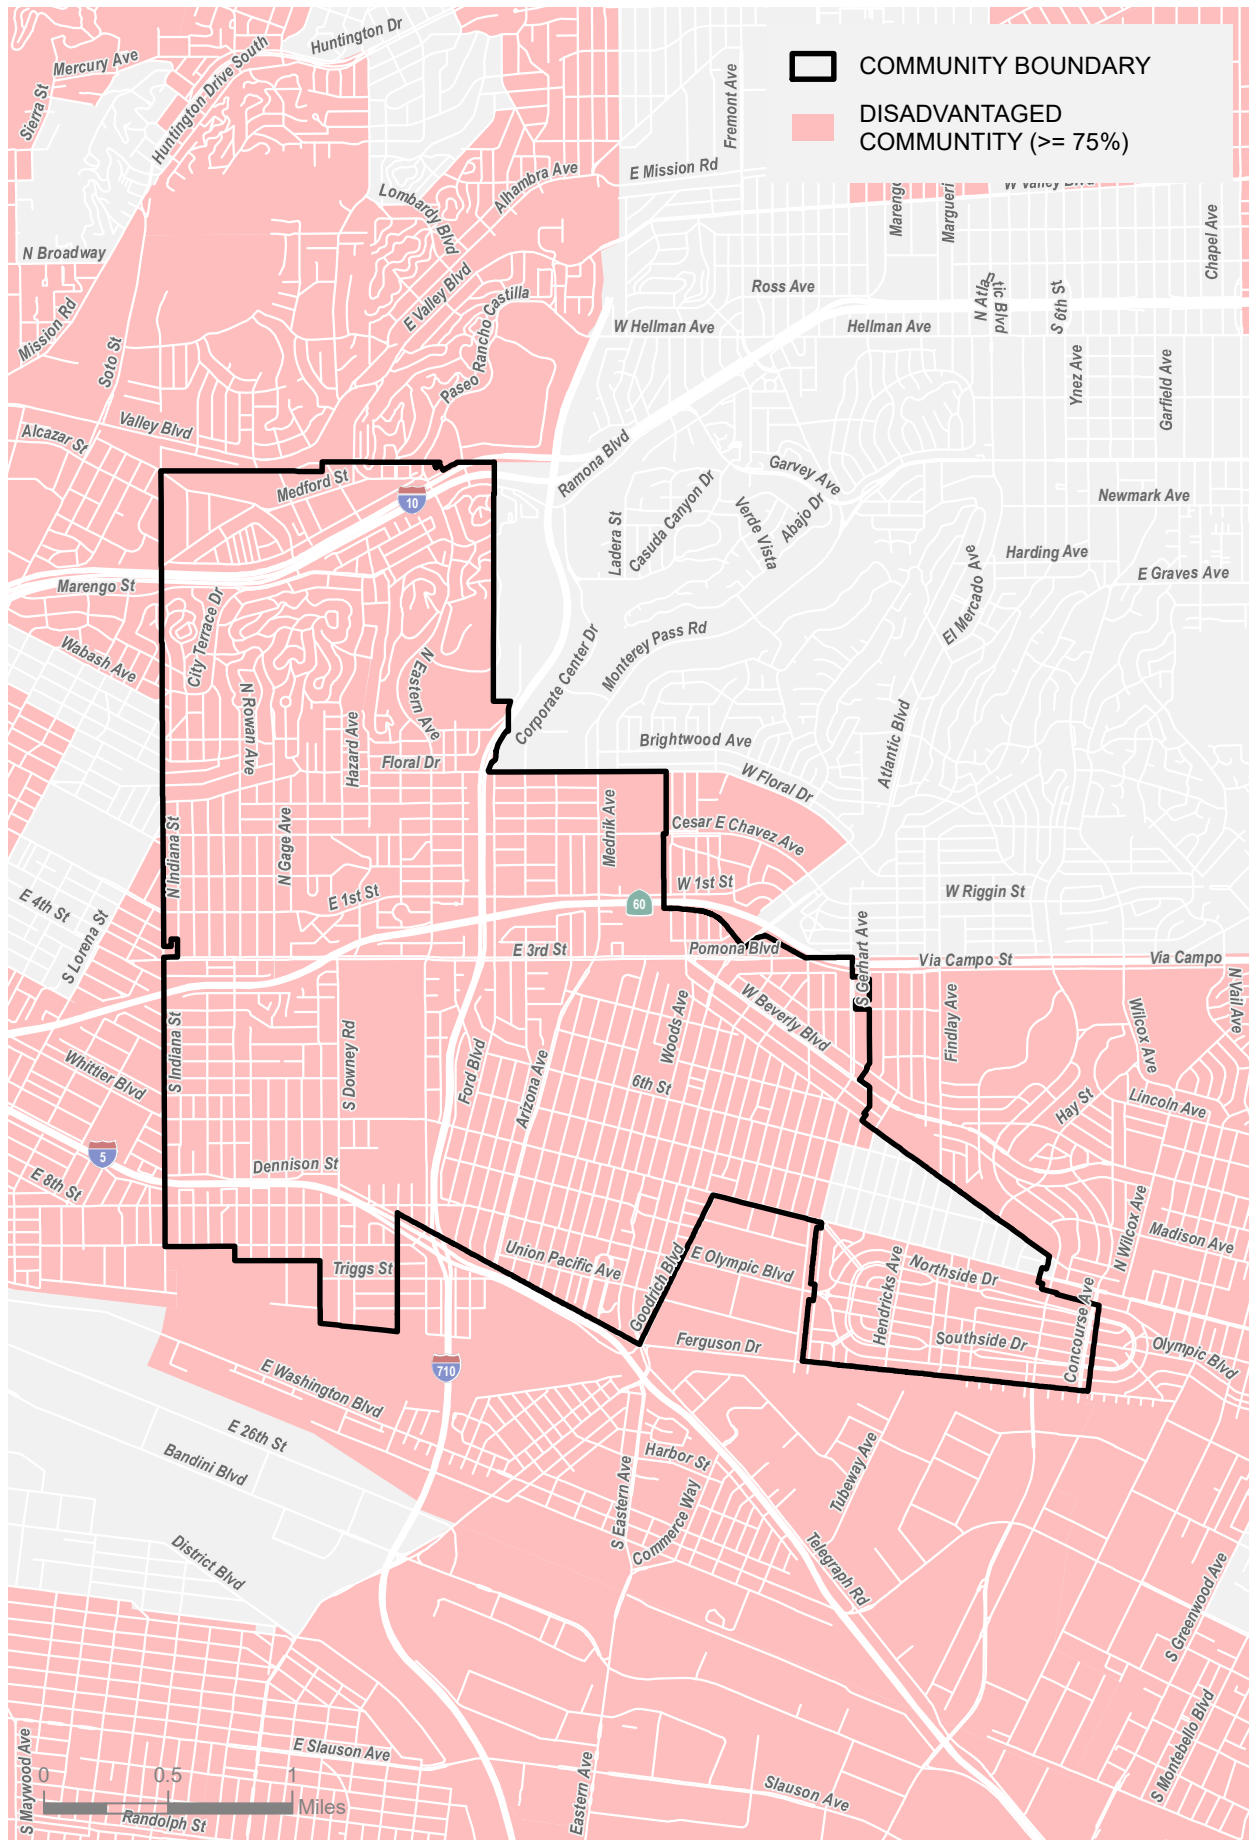 COMMUNITY BOUNDARY
DISADVANTAGED
COMMUNTITY (>= 75%)
Huntington Dr
Mercury Ave
Huntington Drive South
Sierra St
Fremont Ave
E Mission Rd
Alhambra Ave
Lombardy Blvd
W Valley Blvd
Marengo
Margueri
Chapel Ave
N Broadway
E Valley Blvd
Mission Rd
Paseo Rancho Castilla
Ross Ave
N Atlan
tic Blvd
S 6th St
W Hellman Ave
Hellman Ave
Soto St
Ynez Ave
Garfield Ave
Valley Blvd
Alcazar St
Ramona Blvd
Medford St
10
Garvey Ave
Casuda Canyon Dr
Verde Vista
Abajo Dr
Newmark Ave
Ladera St
Harding Ave
E Graves Ave
El Mercado Ave
Marengo St
City Terrace Dr
Wabash Ave
Monterey Pass Rd
Corporate Center Dr
N Eastern Ave
N Rowan Ave
Hazard Ave
Floral Dr
Brightwood Ave
Atlantic Blvd
W Floral Dr
Cesar E Chavez Ave
Mednik Ave
N Gage Ave
N Indiana St
W 1st St
W Riggin St
E 1st St
60
E 4th St
S Lorena St
E 3rd St
Pomona Blvd
S Gerhart Ave
Via Campo St
Via Campo
N Vail Ave
W Beverly Blvd
Woods Ave
Findlay Ave
Wilcox Ave
S Indiana St
S Downey Rd
Ford Blvd
Arizona Ave
6th St
Whittier Blvd
Hay St
Lincoln Ave
5
E 8th St
Dennison St
N Wilcox Ave
Madison Ave
Union Pacific Ave
Goodrich Blvd
E Olympic Blvd
Hendricks Ave
Northside Dr
Triggs St
Ferguson Dr
Southside Dr
Concourse Ave
Olympic Blvd
710
E Washington Blvd
E 26th St
Bandini Blvd
Harbor St
S Eastern Ave
Commerce Way
Tubeway Ave
Telegraph Rd
District Blvd
S Greenwood Ave
S Montebello Blvd
E Slauson Ave
Slauson Ave
Eastern Ave
S Maywood Ave
0 0.5 1
Miles
Randolph St